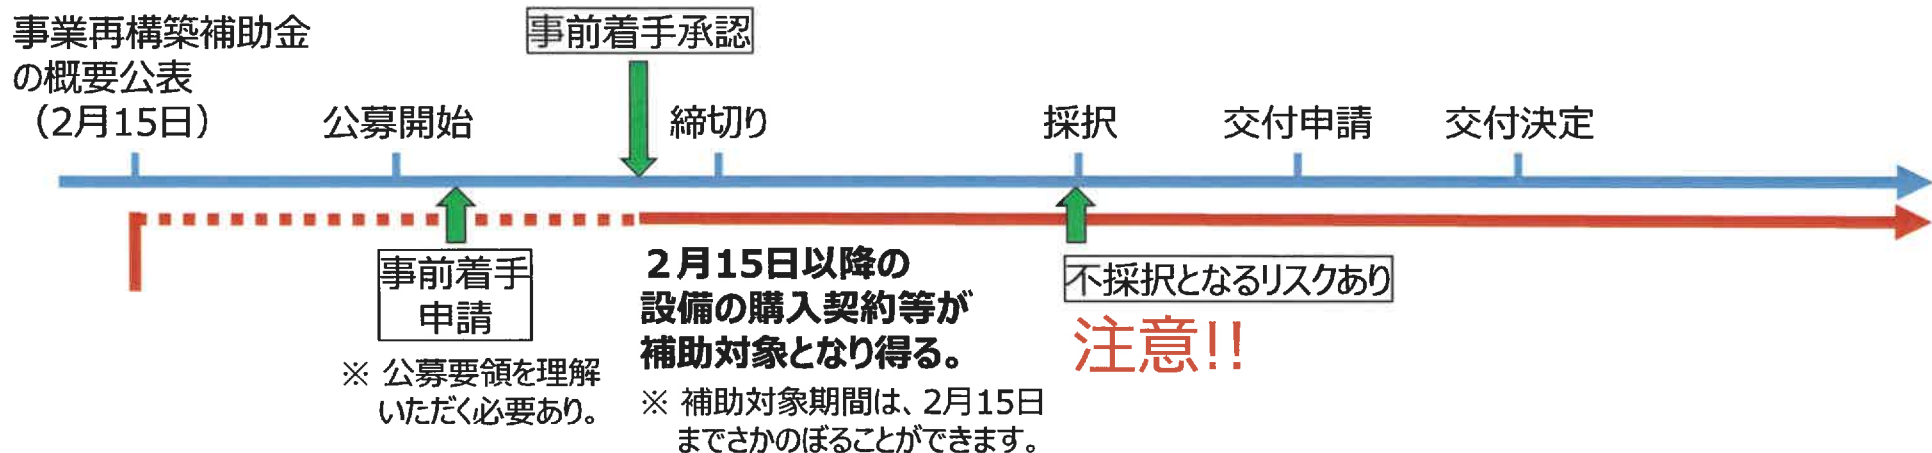 事業再構築補助金
の概要公表
（2月15日）
事前着手承認
公募開始
締切り
採択
交付申請
交付決定
事前着手
申請
※ 公募要領を理解
いただく必要あり。
２月15日以降の
設備の購入契約等が
補助対象となり得る。
※ 補助対象期間は、2月15日
までさかのぼることができます。
不採択となるリスクあり
注意!!